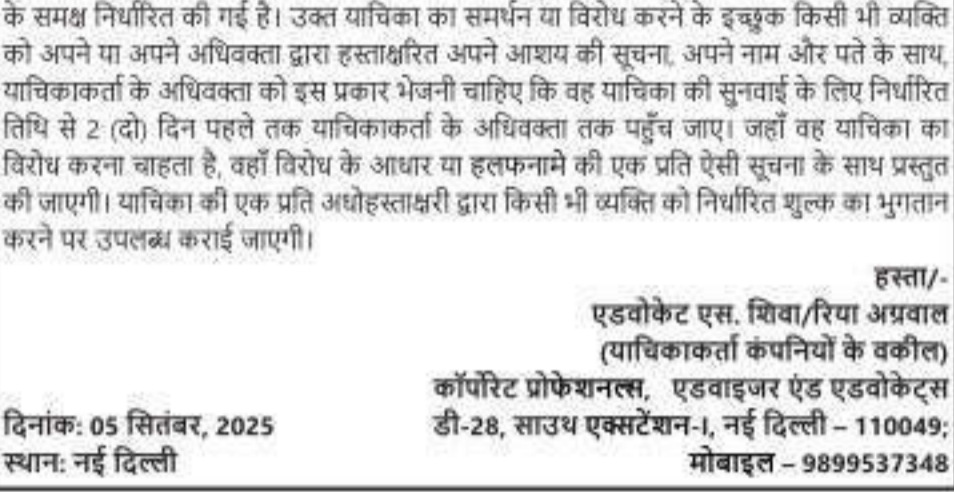 के समक्ष निर्धारित की गई है। उक्त याचिका का समर्थन या विरोध करने के इच्छुक किसी भी व्यक्ति
को अपने या अपने अधिवक्ता द्वारा हस्ताक्षरित अपने आशय की सूचना, अपने नाम और पते के साथ,
याचिकाकर्ता के अधिवक्ता को इस प्रकार भेजनी चाहिए कि वह याचिका की सुनवाई के लिए निर्धारित
तिथि से 2 (दो) दिन पहले तक याचिकाकर्ता के अधिवक्ता तक पहुँच जाए। जहाँ वह याचिका का
विरोध करना चाहता है, वहाँ विरोध के आधार या हलफनामे की एक प्रति ऐसी सूचना के साथ प्रस्तुत
की जाएगी। याचिका की एक प्रति अधोहस्ताक्षरी द्वारा किसी भी व्यक्ति को निर्धारित शुल्क का भुगतान
करने पर उपलब्ध कराई जाएगी।
हस्ता/-
एडवोकेट एस. शिवा/रिया अग्रवाल
(याचिकाकर्ता कंपनियों के वकील)
कॉर्पोरेट प्रोफेशनल्स, एडवाइजर एंड एडवोकेट्स
दिनांक: 05 सितंबर, 2025 डी-28, साउथ एक्सटेंशन-I, नई दिल्ली – 110049;
स्थान: नई दिल्ली मोबाइल – 9899537348